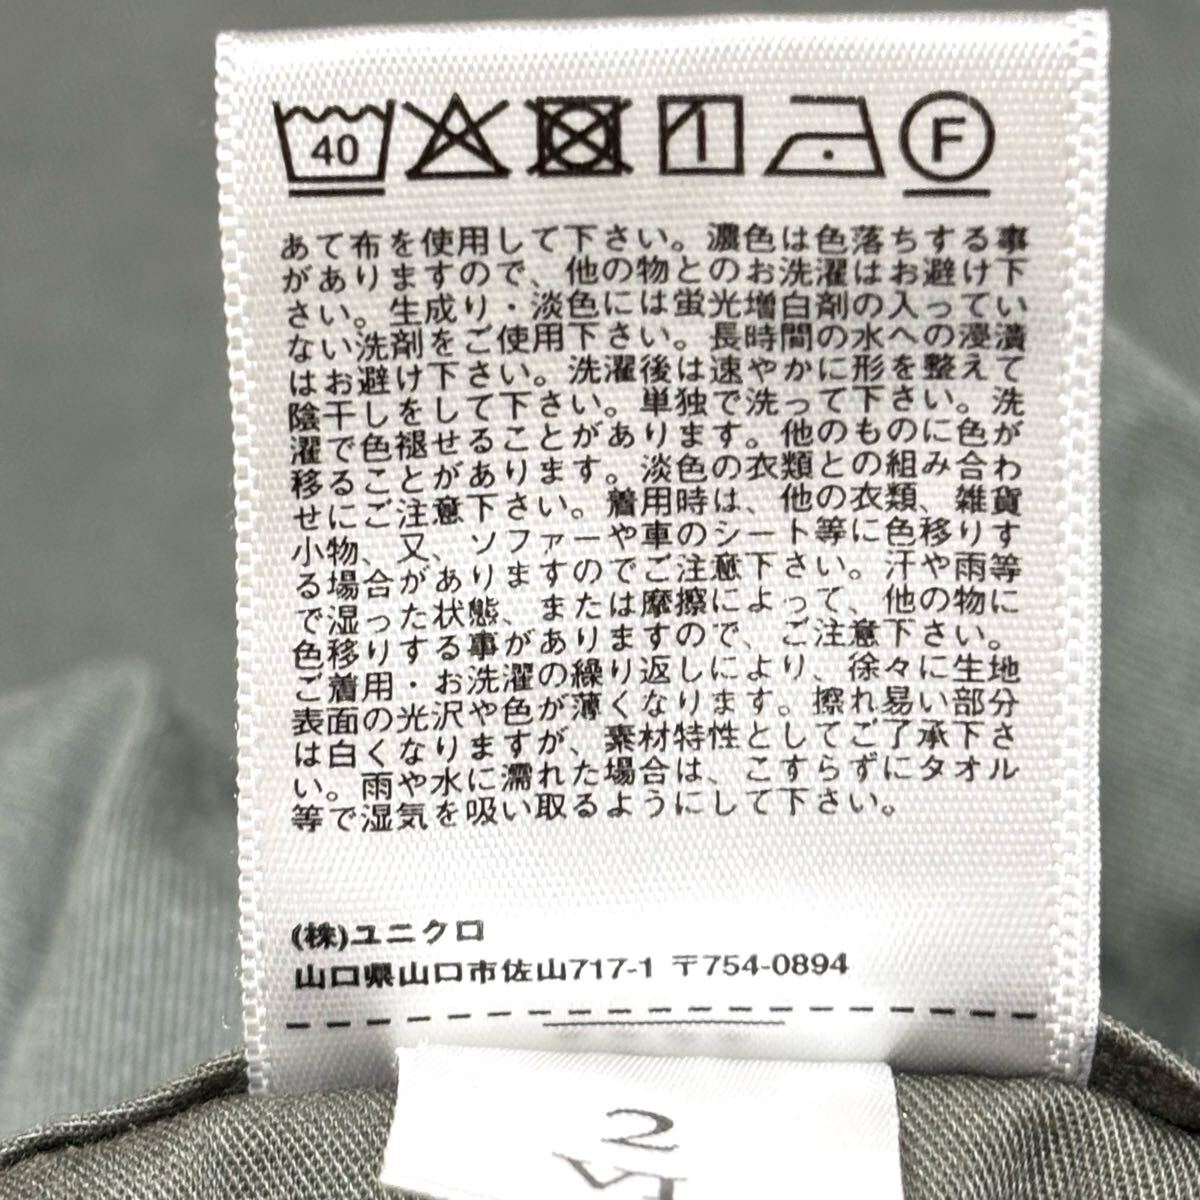 40 F
あて布を使用して下さい。濃色は色落ちする事
がありますので、他の物とのお洗濯はお避け下
さい。生成り・淡色には蛍光増白剤の入ってい
ない洗剤をご使用下さい。長時間の水への浸漬
はお避け下さい。洗濯後は速やかに形を整えて
陰干しをして下さい。単独で洗って下さい。洗
濯で色褪せることがあります。他のものに色が
移ることがあります。淡色の衣類との組み合わ
せにご注意下さい。着用時は、他の衣類、雑貨
小物、又、ソファーや車のシート等に色移りす
る場合がありますのでご注意下さい。汗や雨等
で湿った状態、または摩擦によって、他の物に
色移りする事がありますので、ご注意下さい。
ご着用・お洗濯の繰り返しにより、徐々に生地
表面の光沢や色が薄くなります。擦れ易い部分
は白くなりますが、素材特性としてご了承下さ
い。雨や水に濡れた場合は、こすらずにタオル
等で湿気を吸い取るようにして下さい。
(株)ユニクロ
山口県山口市佐山717-1 〒754-0894
2